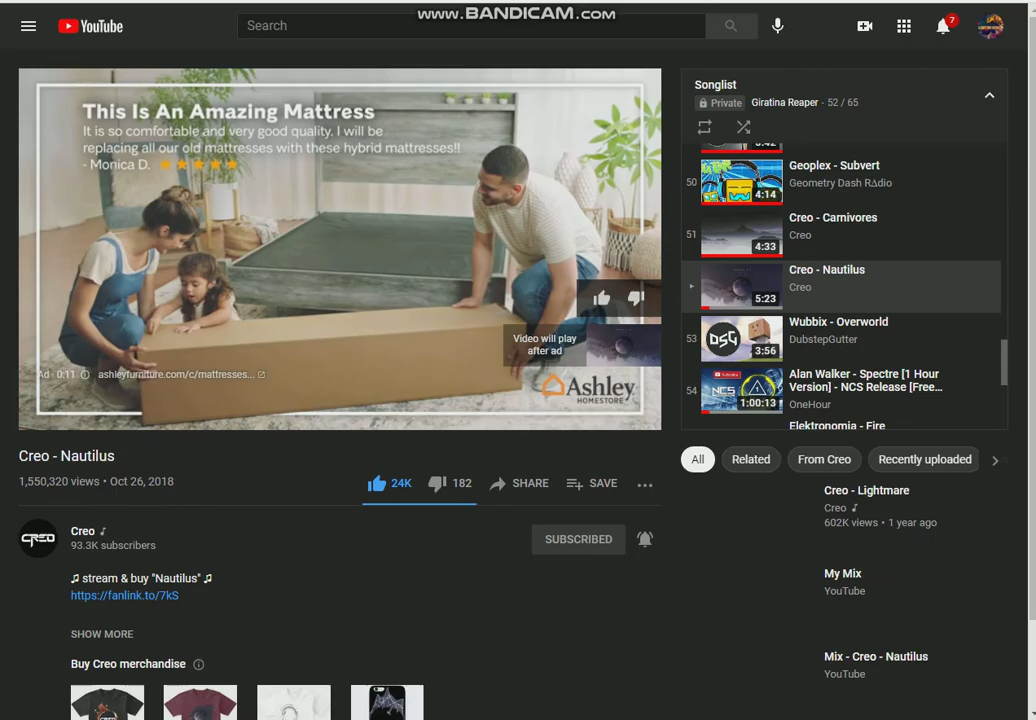 www.BANDICAM.com
YouTube
Search
7
This Is An Amazing Mattress
It is so comfortable and very good quality. I will be
replacing all our old mattresses with these hybrid mattresses!!
- Monica D.
Video will play
after ad
Ad · 0:11
ashleyfurniture.com/c/mattresses...
Ashley
HOMESTORE
Creo - Nautilus
1,550,320 views • Oct 26, 2018
24K
182
SHARE
SAVE
CREO
Creo
93.3K subscribers
SUBSCRIBED
♫ stream & buy "Nautilus" ♫
https://fanlink.to/7kS
SHOW MORE
Buy Creo merchandise
Songlist
Private
Giratina Reaper - 52 / 65
50
4:14
Geoplex - Subvert
Geometry Dash R∆dio
51
4:33
Creo - Carnivores
Creo
5:23
Creo - Nautilus
Creo
53
DSG
3:56
Wubbix - Overworld
DubstepGutter
54
NCS
1:00:13
Alan Walker - Spectre [1 Hour
Version] - NCS Release [Free...
OneHour
Elektronomia - Fire
All
Related
From Creo
Recently uploaded
Creo - Lightmare
Creo
602K views • 1 year ago
My Mix
YouTube
Mix - Creo - Nautilus
YouTube